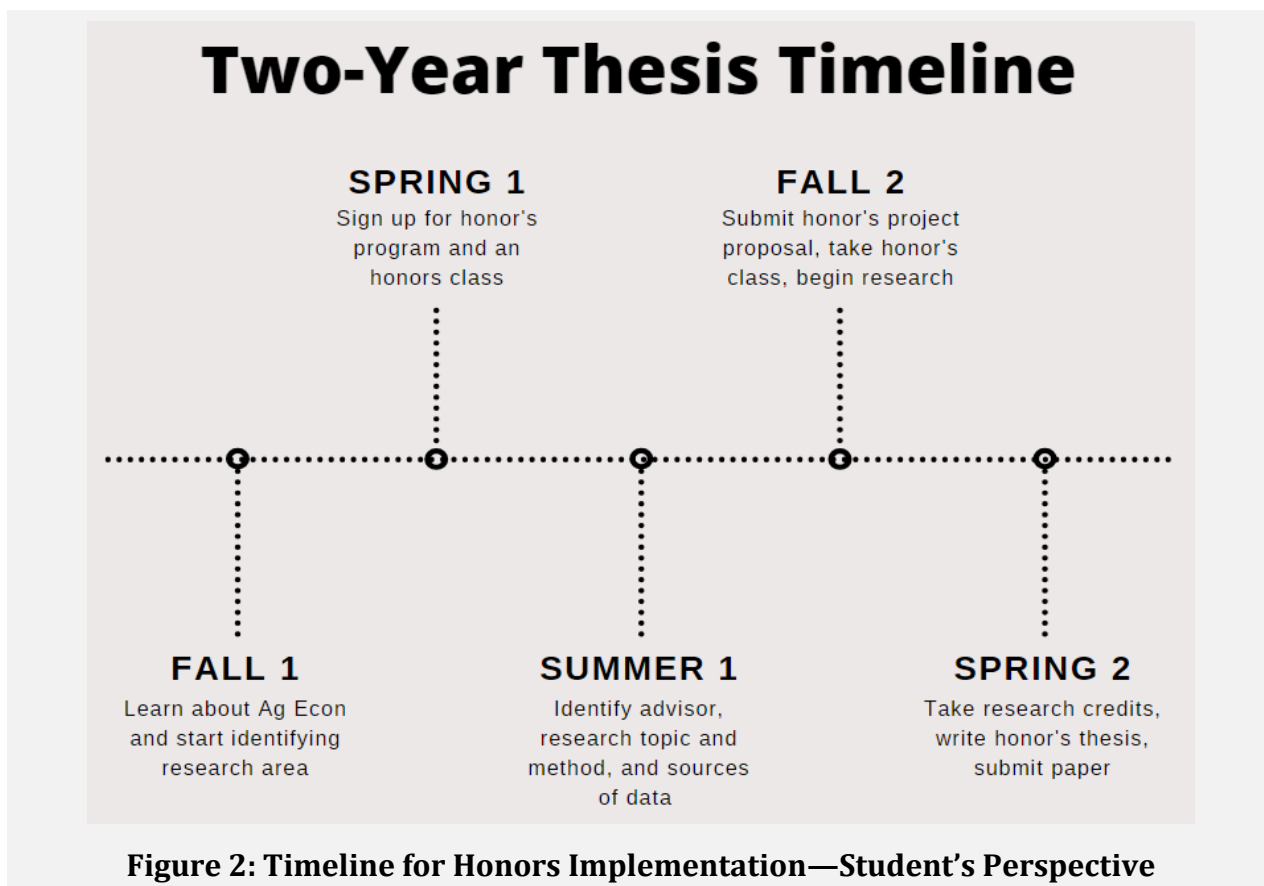 Two-Year Thesis Timeline
SPRING 1
Sign up for honor's
program and an
honors class
FALL 2
Submit honor's project
proposal, take honor's
class, begin research
FALL 1
Learn about Ag Econ
and start identifying
research area
SUMMER 1
Identify advisor,
research topic and
method, and sources
of data
SPRING 2
Take research credits,
write honor's thesis,
submit paper
Figure 2: Timeline for Honors Implementation—Student’s Perspective